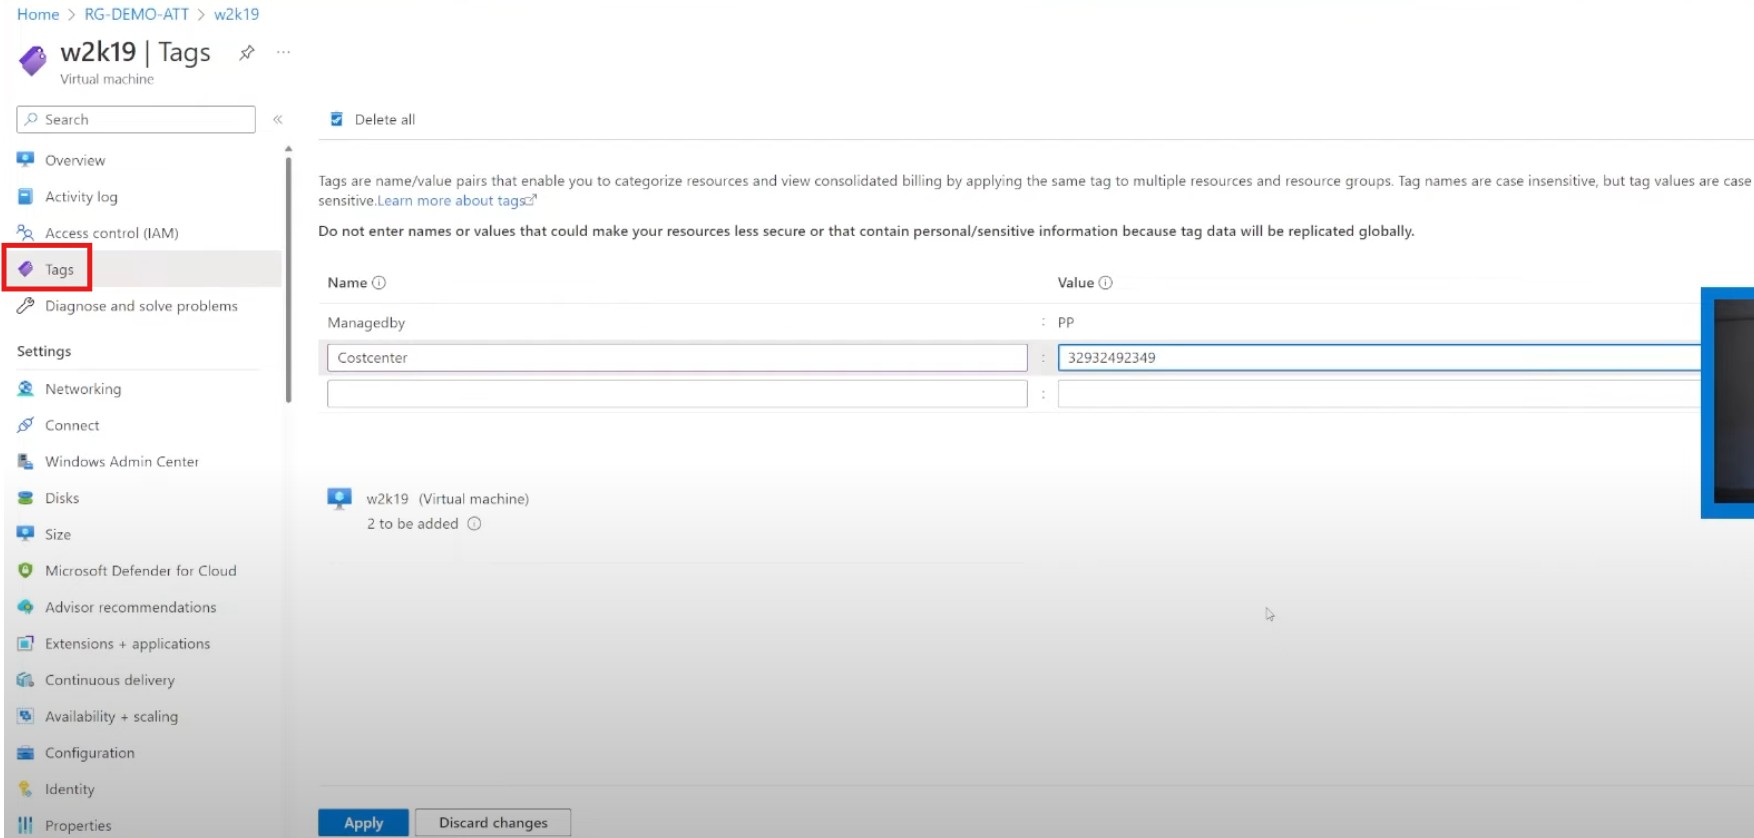 Home > RG-DEMO-ATT > w2k19
w2k19 | Tags
Virtual machine
Search
Overview
Activity log
Access control (IAM)
Tags
Diagnose and solve problems
Settings
Networking
Connect
Windows Admin Center
Disks
Size
Microsoft Defender for Cloud
Advisor recommendations
Extensions + applications
Continuous delivery
Availability + scaling
Configuration
Identity
Properties
Delete all
Tags are name/value pairs that enable you to categorize resources and view consolidated billing by applying the same tag to multiple resources and resource groups. Tag names are case insensitive, but tag values are case
sensitive.Learn more about tags
Do not enter names or values that could make your resources less secure or that contain personal/sensitive information because tag data will be replicated globally.
Name Value
Managedby : PP
Costcenter : 32932492349
:
w2k19 (Virtual machine)
2 to be added
Apply Discard changes